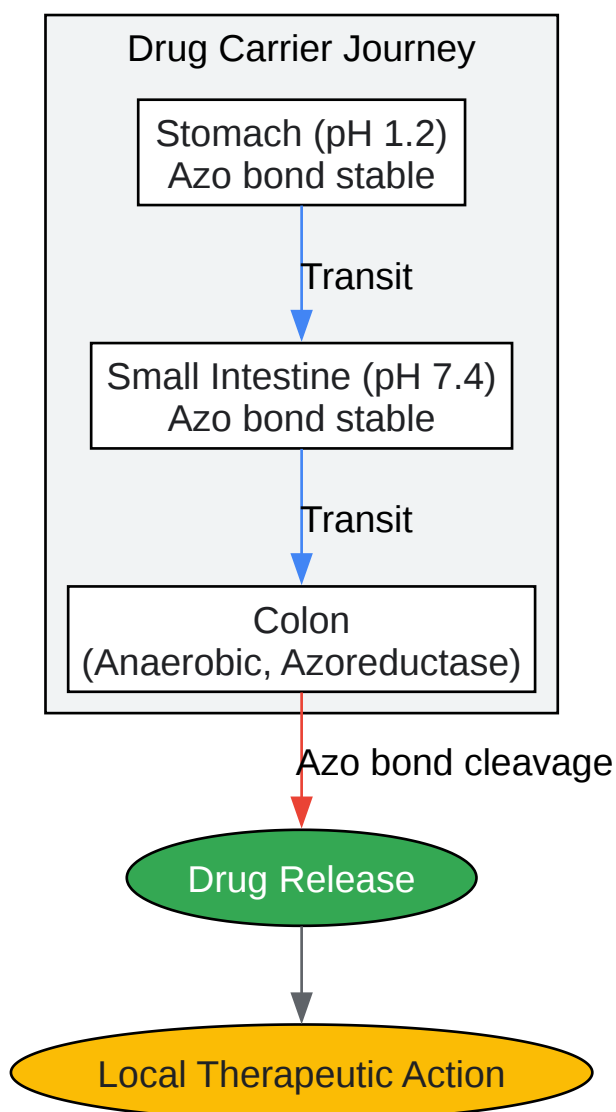 Drug Carrier Journey
Stomach (pH 1.2)
Azo bond stable
Transit
Small Intestine (pH 7.4)
Azo bond stable
Transit
Colon
(Anaerobic, Azoreductase)
Azo bond cleavage
Drug Release
Local Therapeutic Action